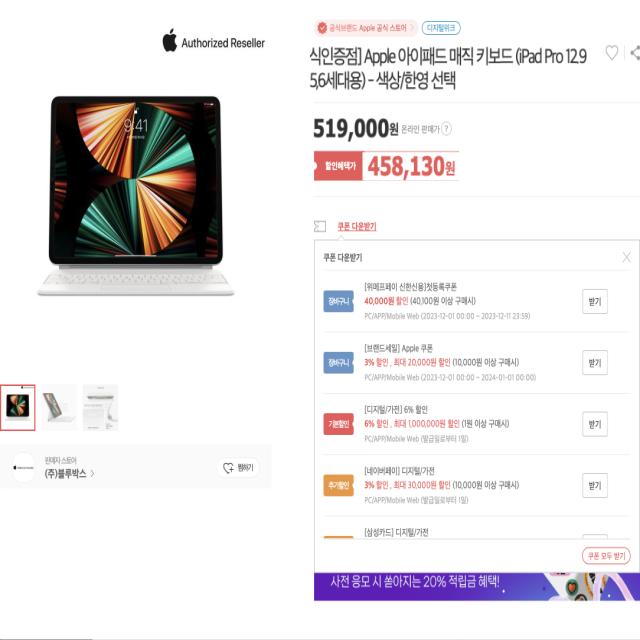 Authorized Reseller
9:41
판매자 스토어
(주)블루박스
찜하기
공식브랜드 Apple 공식 스토어
디지털위크
식인증점] Apple 아이패드 매직 키보드 (iPad Pro 12.9
5,6세대용) - 색상/한영 선택
519,000원 온라인 판매가 ?
할인혜택가 458,130원
쿠폰 다운받기
쿠폰 다운받기
[위메프페이 신한신용]첫등록쿠폰
장바구니 40,000원 할인 (40,100원 이상 구매시) 받기
PC/APP/Mobile Web (2023-12-01 00:00 ~ 2023-12-11 23:59)
[브랜드세일] Apple 쿠폰
장바구니 3% 할인 , 최대 20,000원 할인 (10,000원 이상 구매시) 받기
PC/APP/Mobile Web (2023-12-01 00:00 ~ 2024-01-01 00:00)
[디지털/가전] 6% 할인
기본할인 6% 할인 , 최대 1,000,000원 할인 (1원 이상 구매시) 받기
PC/APP/Mobile Web (발급일로부터 1일)
[네이버페이] 디지털/가전
추가할인 3% 할인 , 최대 30,000원 할인 (10,000원 이상 구매시) 받기
PC/APP/Mobile Web (발급일로부터 1일)
[삼성카드] 디지털/가전
쿠폰 모두 받기
사전 응모 시 쏟아지는 20% 적립금 혜택!